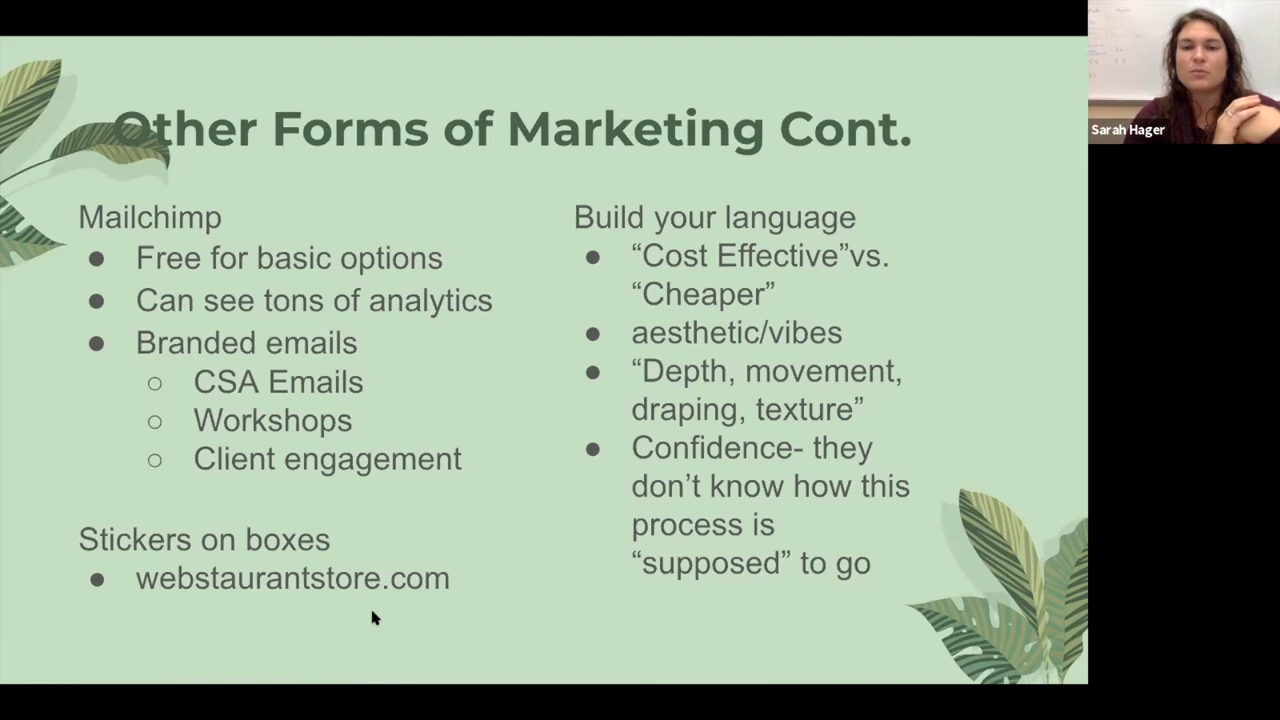 Other Forms of Marketing Cont.
Mailchimp
● Free for basic options
● Can see tons of analytics
● Branded emails
○ CSA Emails
○ Workshops
○ Client engagement
Stickers on boxes
● webstaurantstore.com
Build your language
● “Cost Effective”vs.
“Cheaper”
● aesthetic/vibes
● “Depth, movement,
draping, texture”
● Confidence- they
don’t know how this
process is
“supposed” to go
Sarah Hager